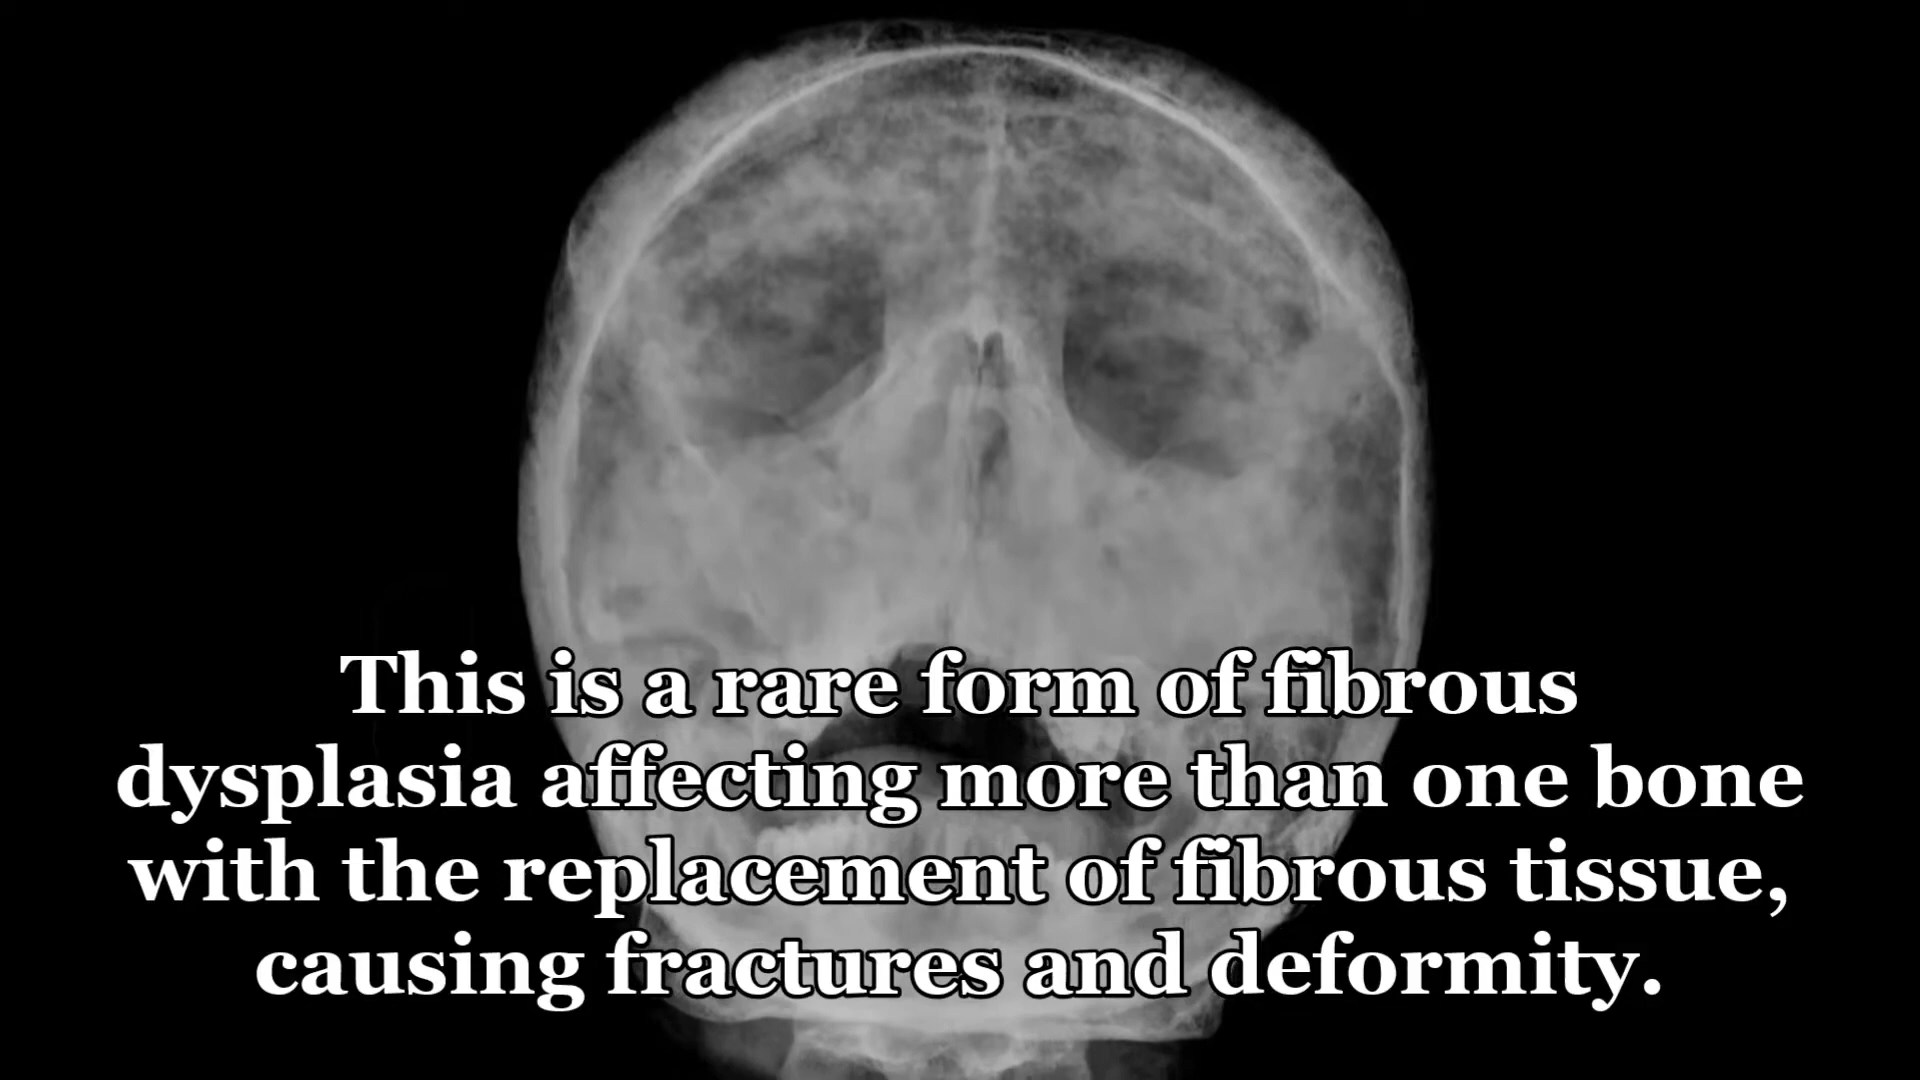 This is a rare form of fibrous
dysplasia affecting more than one bone
with the replacement of fibrous tissue,
causing fractures and deformity.